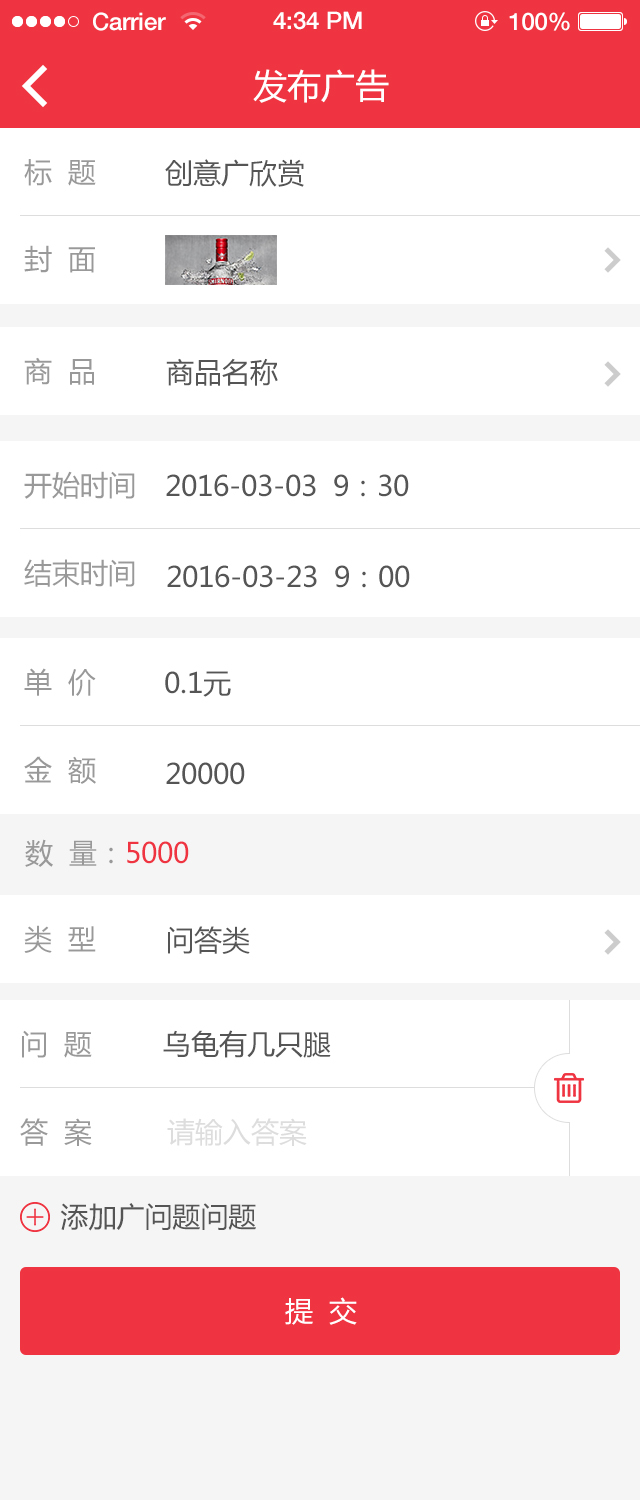 Carrier 4:34 PM 100%
发布广告
标 题 创意广欣赏
封 面
SMIRNOFF
商 品 商品名称
开始时间 2016-03-03 9 : 30
结束时间 2016-03-23 9 : 00
单 价 0.1元
金 额 20000
数 量 : 5000
类 型 问答类
问 题 乌龟有几只腿
答 案 请输入答案
添加广问题问题
提 交